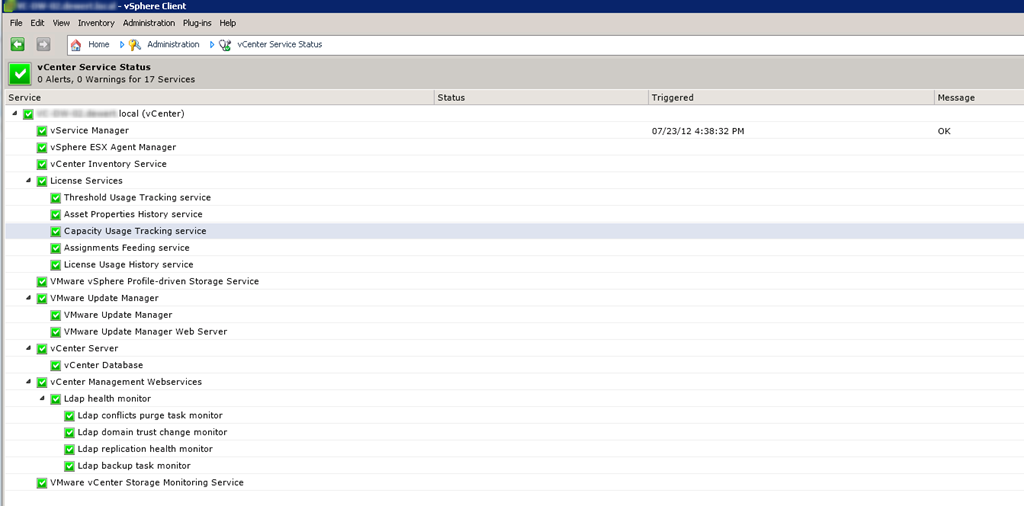 - vSphere Client
File Edit View Inventory Administration Plug-ins Help
Home Administration vCenter Service Status
vCenter Service Status
0 Alerts, 0 Warnings for 17 Services
Service Status Triggered Message
local (vCenter)
vService Manager 07/23/12 4:38:32 PM OK
vSphere ESX Agent Manager
vCenter Inventory Service
License Services
Threshold Usage Tracking service
Asset Properties History service
Capacity Usage Tracking service
Assignments Feeding service
License Usage History service
VMware vSphere Profile-driven Storage Service
VMware Update Manager
VMware Update Manager
VMware Update Manager Web Server
vCenter Server
vCenter Database
vCenter Management Webservices
Ldap health monitor
Ldap conflicts purge task monitor
Ldap domain trust change monitor
Ldap replication health monitor
Ldap backup task monitor
VMware vCenter Storage Monitoring Service